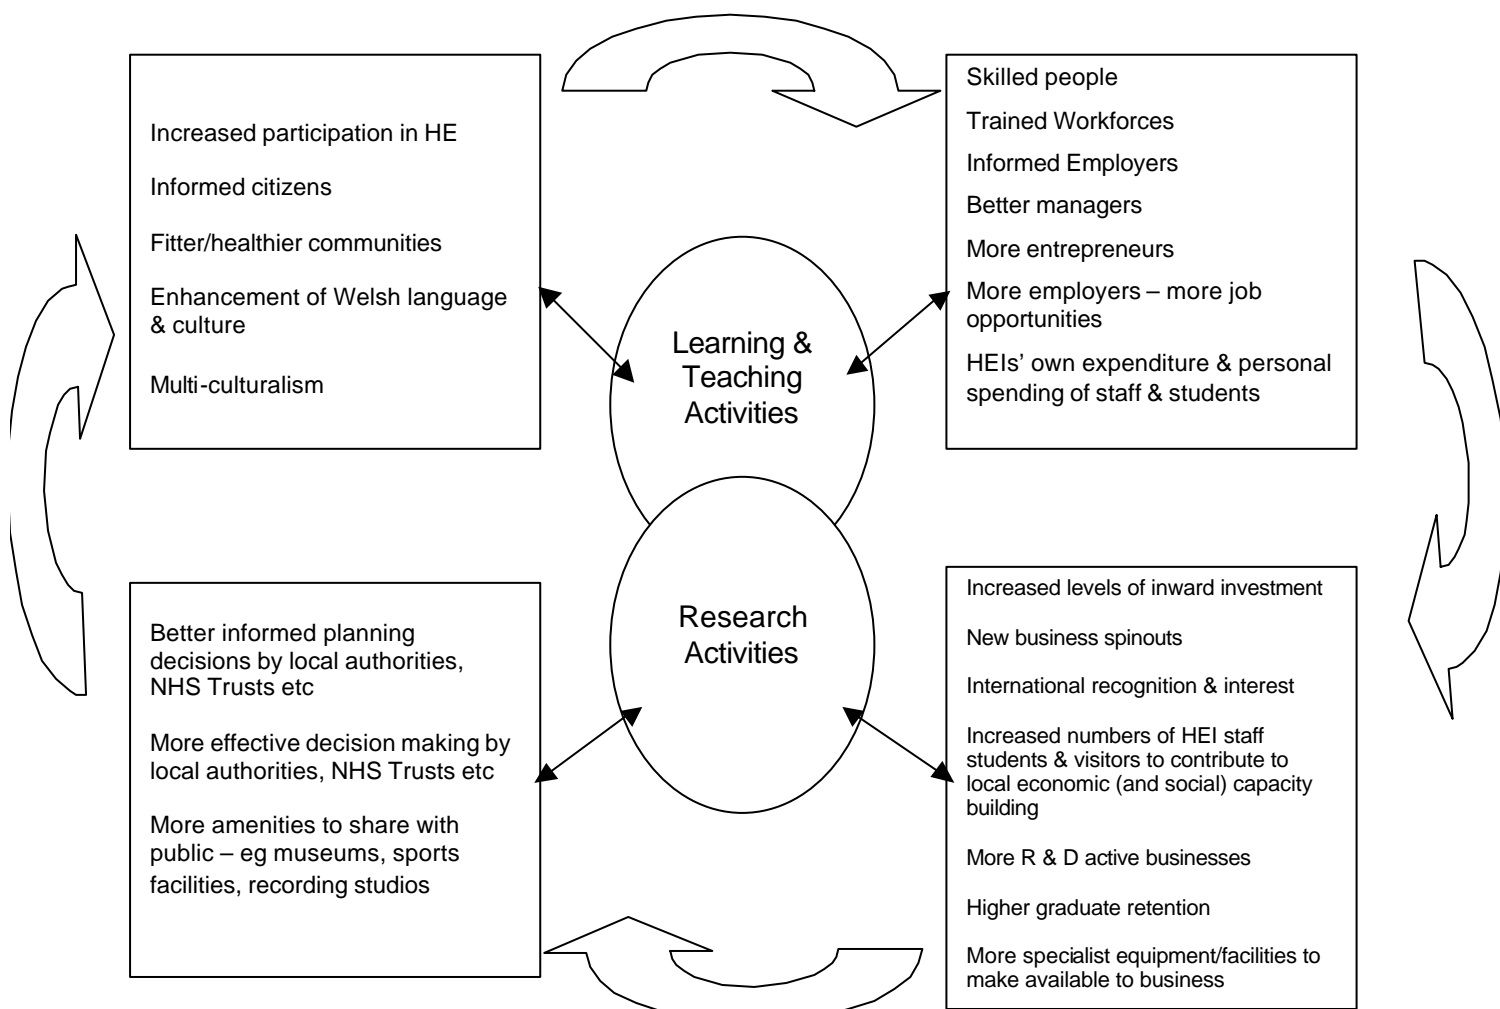 Increased participation in HE
Informed citizens
Fitter/healthier communities
Enhancement of Welsh language
& culture
Multi-culturalism
Skilled people
Trained Workforces
Informed Employers
Better managers
More entrepreneurs
More employers – more job
opportunities
HEIs' own expenditure & personal
spending of staff & students
Learning &
Teaching
Activities
Research
Activities
Better informed planning
decisions by local authorities,
NHS Trusts etc
More effective decision making by
local authorities, NHS Trusts etc
More amenities to share with
public – eg museums, sports
facilities, recording studios
Increased levels of inward investment
New business spinouts
International recognition & interest
Increased numbers of HEI staff
students & visitors to contribute to
local economic (and social) capacity
building
More R & D active businesses
Higher graduate retention
More specialist equipment/facilities to
make available to business